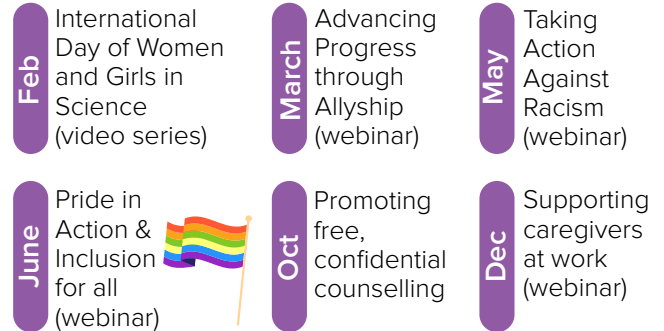 Feb
International
Day of Women
and Girls in
Science
(video series)
March
Advancing
Progress
through
Allyship
(webinar)
May
Taking
Action
Against
Racism
(webinar)
June
Pride in
Action &
Inclusion
for all
(webinar)
Oct
Promoting
free,
confidential
counselling
Dec
Supporting
caregivers
at work
(webinar)